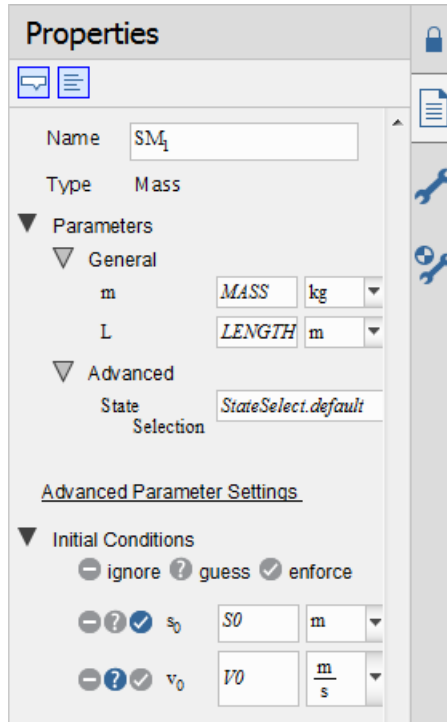 Properties
Name SM₁
Type Mass
Parameters
General
m MASS kg
L LENGTH m
Advanced
State StateSelect.default
Selection
Advanced Parameter Settings
Initial Conditions
ignore ? guess enforce
? s₀ S0 m
? v₀ V0 m/s